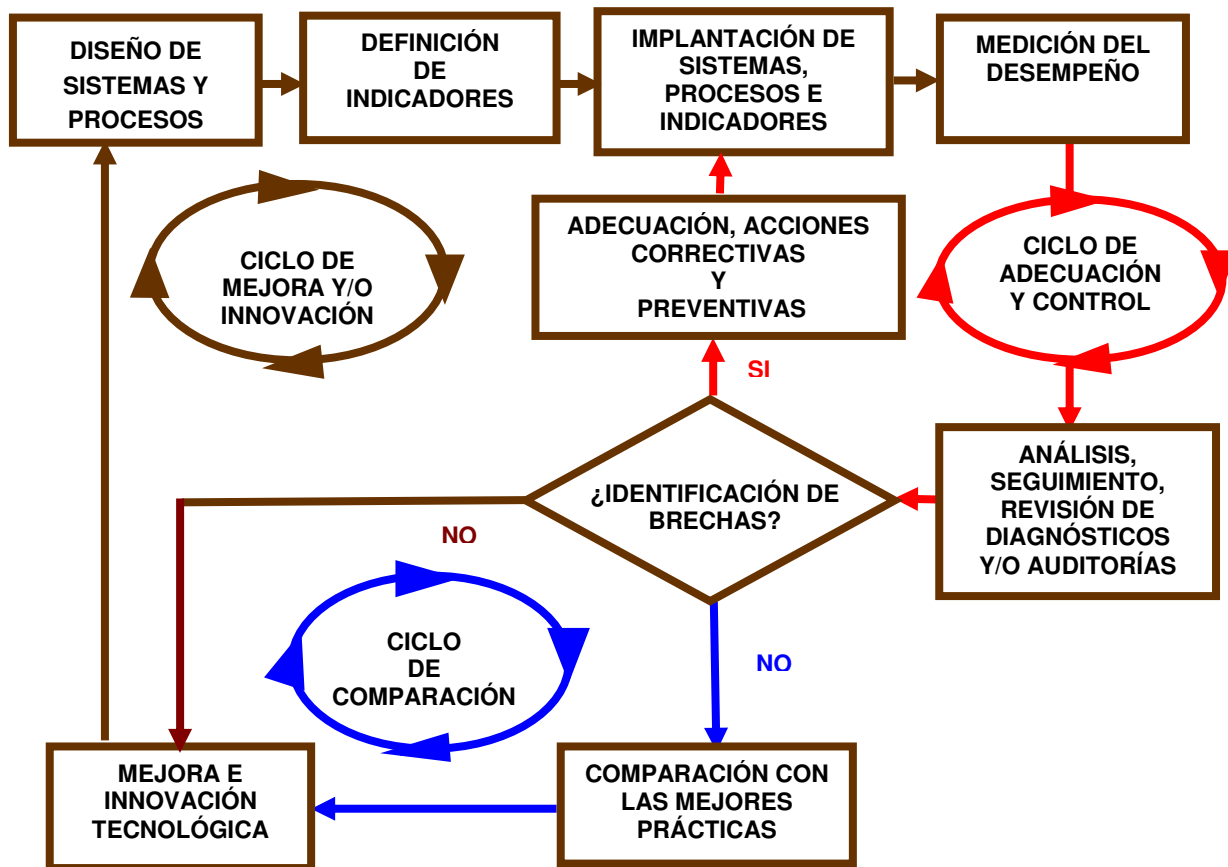 DISEÑO DE
SISTEMAS Y
PROCESOS
DEFINICIÓN
DE
INDICADORES
IMPLANTACIÓN DE
SISTEMAS,
PROCESOS E
INDICADORES
MEDICIÓN DEL
DESEMPEÑO
CICLO DE
MEJORA Y/O
INNOVACIÓN
ADECUACIÓN, ACCIONES
CORRECTIVAS
Y
PREVENTIVAS
CICLO DE
ADECUACIÓN
Y CONTROL
SI
¿IDENTIFICACIÓN DE
BRECHAS?
ANÁLISIS,
SEGUIMIENTO,
REVISIÓN DE
DIAGNÓSTICOS
Y/O AUDITORÍAS
NO
CICLO
DE
COMPARACIÓN
NO
MEJORA E
INNOVACIÓN
TECNOLÓGICA
COMPARACIÓN CON
LAS MEJORES
PRÁCTICAS